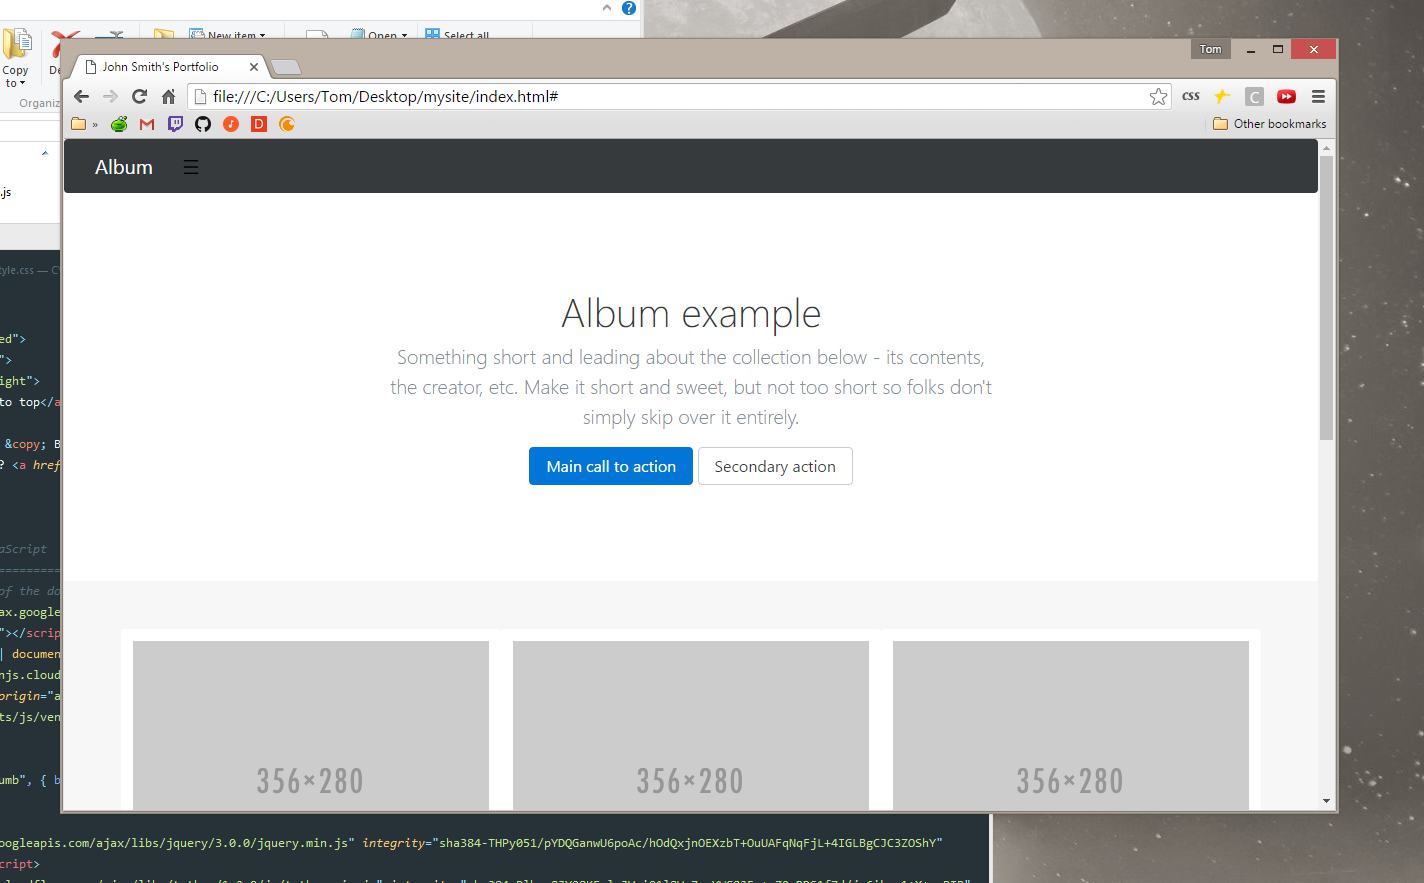 New item
Open
Select all
Copy
to
De
Organiz
Tom
John Smith's Portfolio
file:///C:/Users/Tom/Desktop/mysite/index.html#
css
C
»
D
Other bookmarks
.js
Album
☰
tyle.css — C
Album example
Something short and leading about the collection below - its contents,
the creator, etc. Make it short and sweet, but not too short so folks don't
simply skip over it entirely.
Main call to action
Secondary action
ed">
">
ight">
to top</a
&copy; B
? <a href
aScript
==========
of the do
ax.google
"></scrip
| documen
njs.cloud
origin="a
ts/js/ven
umb", { b
356×280
356×280
356×280
oogleapis.com/ajax/libs/jquery/3.0.0/jquery.min.js" integrity="sha384-THPy051/pYDQGanwU6poAc/hOdQxjnOEXzbT+OuUAFqNqFjL+4IGLBgCJC3ZOShY"
cript>